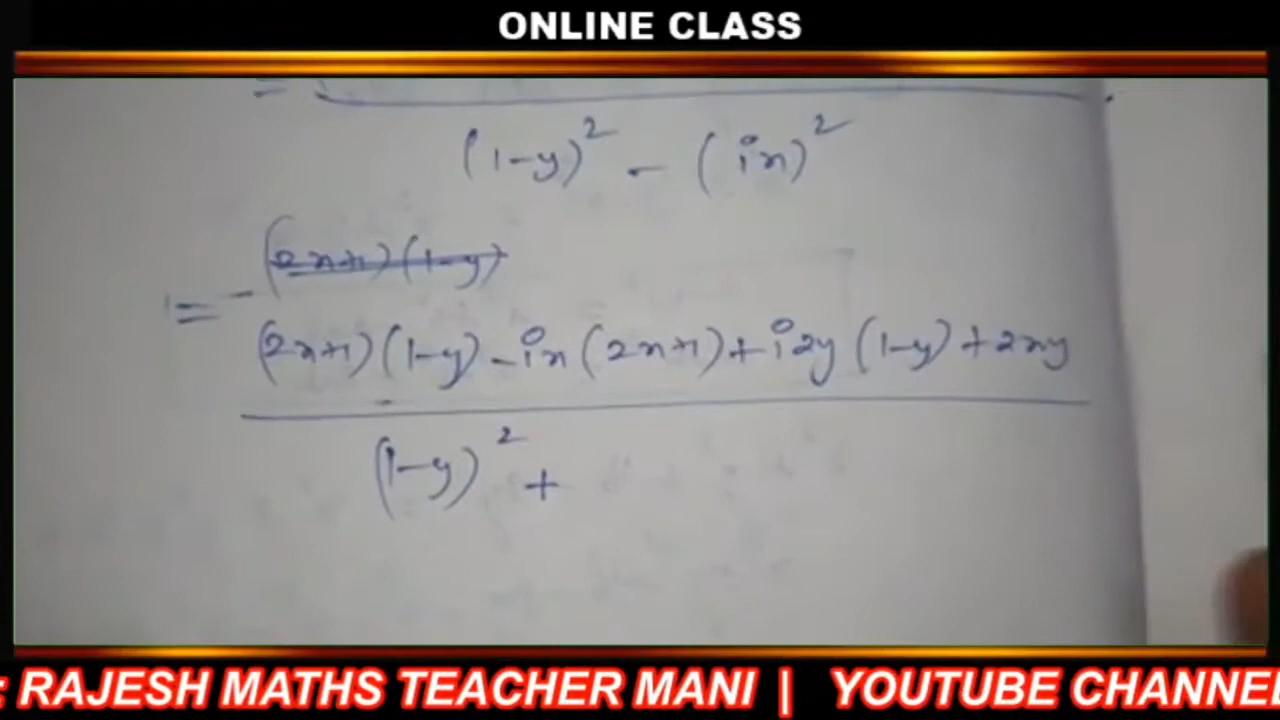 ONLINE CLASS
=
(1-y)² - (ix)²
(2x+1)(1-y)
= (2x+1)(1-y) - ix(2x+1) + i2y(1-y) + 2xy
(1-y)² +
: RAJESH MATHS TEACHER MANI | YOUTUBE CHANNEL